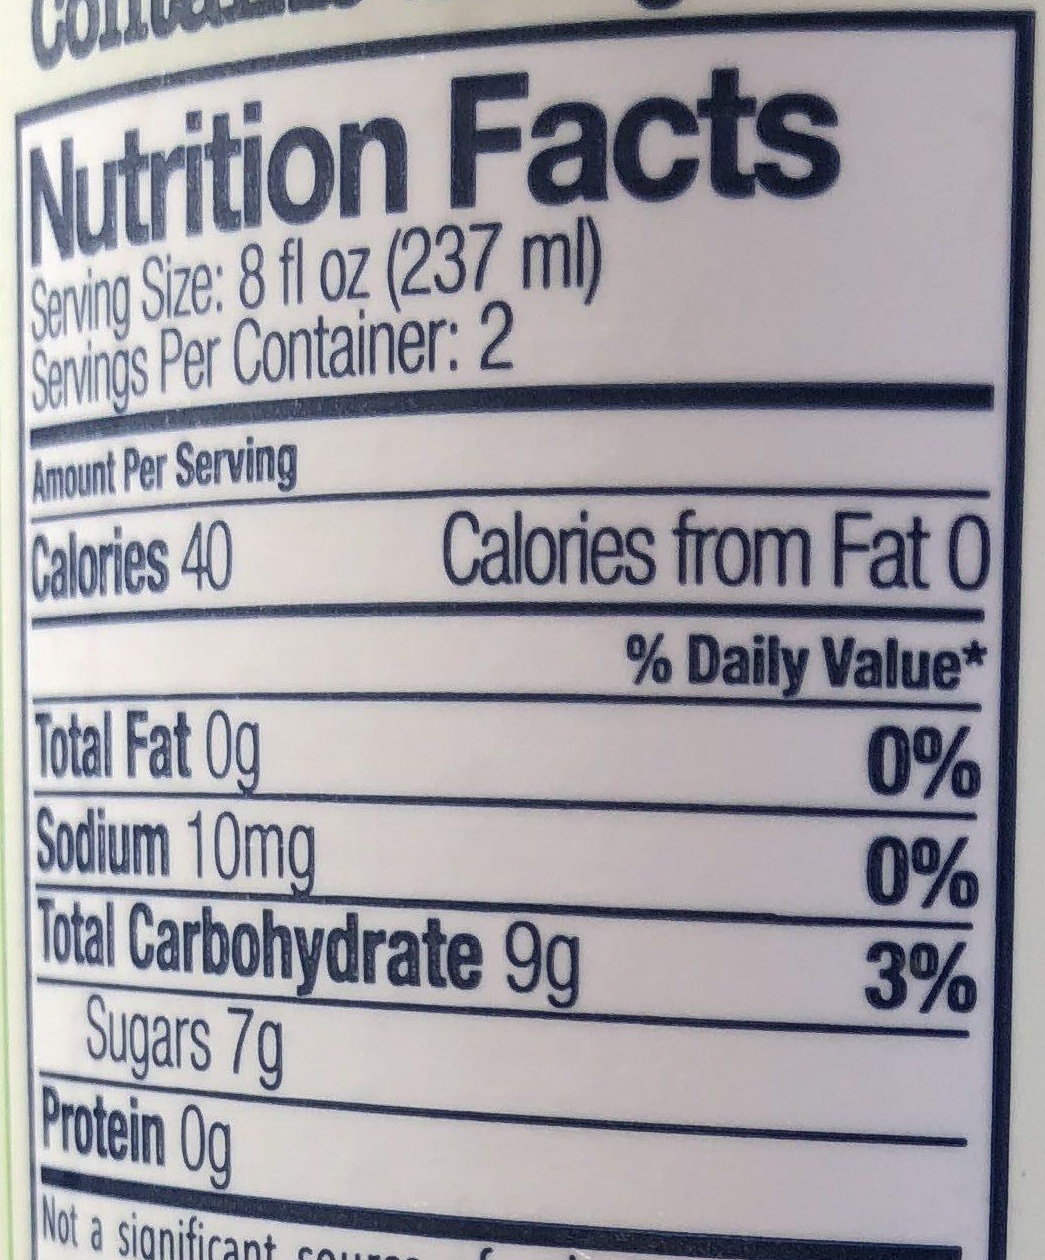 Nutrition Facts
Serving Size: 8 fl oz (237 ml)
Servings Per Container: 2
Amount Per Serving
Calories 40 Calories from Fat 0
% Daily Value*
Total Fat 0g 0%
Sodium 10mg 0%
Total Carbohydrate 9g 3%
Sugars 7g
Protein 0g
Not a significant